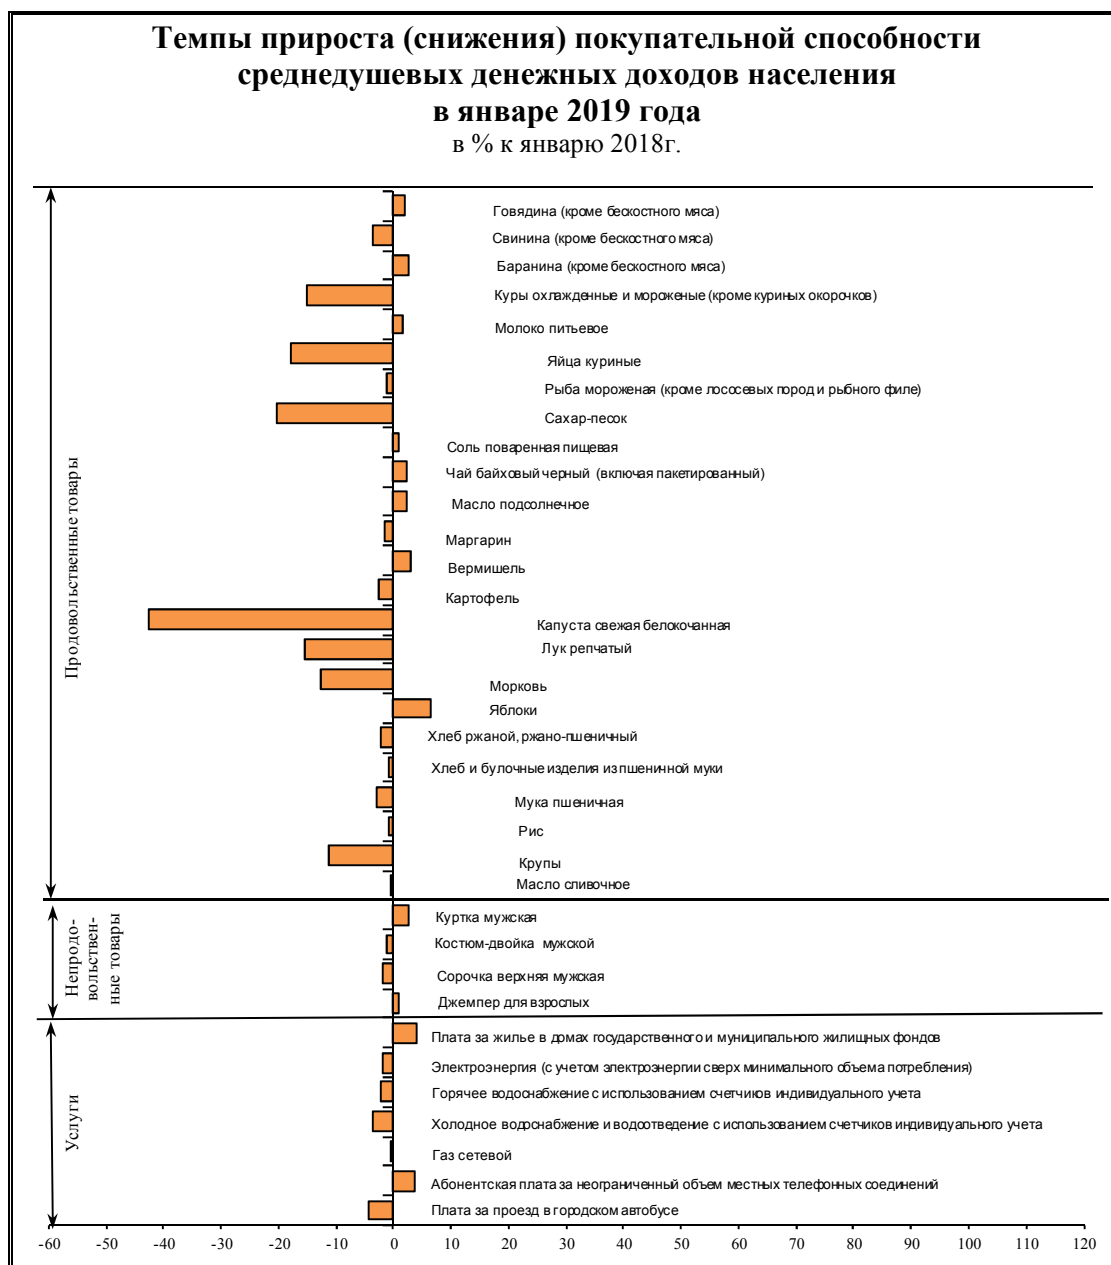 Темпы прироста (снижения) покупательной способности
среднедушевых денежных доходов населения
в январе 2019 года
в % к январю 2018г.
Продовольственные товары
Говядина (кроме бескостного мяса)
Свинина (кроме бескостного мяса)
Баранина (кроме бескостного мяса)
Куры охлажденные и мороженые (кроме куриных окорочков)
Молоко питьевое
Яйца куриные
Рыба мороженая (кроме лососевых пород и рыбного филе)
Сахар-песок
Соль поваренная пищевая
Чай байховый черный (включая пакетированный)
Масло подсолнечное
Маргарин
Вермишель
Картофель
Капуста свежая белокочанная
Лук репчатый
Морковь
Яблоки
Хлеб ржаной, ржано-пшеничный
Хлеб и булочные изделия из пшеничной муки
Мука пшеничная
Рис
Крупы
Масло сливочное
Непродо-
вольствен-
ные товары
Куртка мужская
Костюм-двойка мужской
Сорочка верхняя мужская
Джемпер для взрослых
Услуги
Плата за жилье в домах государственного и муниципального жилищных фондов
Электроэнергия (с учетом электроэнергии сверх минимального объема потребления)
Горячее водоснабжение с использованием счетчиков индивидуального учета
Холодное водоснабжение и водоотведение с использованием счетчиков индивидуального учета
Газ сетевой
Абонентская плата за неограниченный объем местных телефонных соединений
Плата за проезд в городском автобусе
-60 -50 -40 -30 -20 -10 0 10 20 30 40 50 60 70 80 90 100 110 120